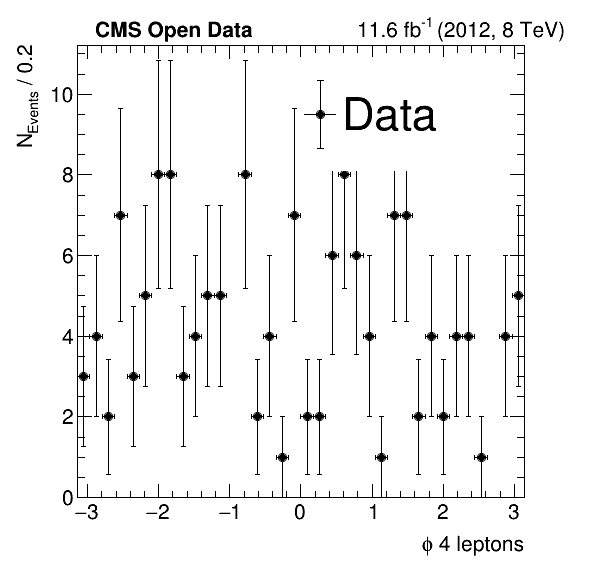 CMS Open Data 11.6 fb⁻¹ (2012, 8 TeV)
N_Events / 0.2
Data
10
8
6
4
2
0
−3 −2 −1 0 1 2 3
ϕ 4 leptons